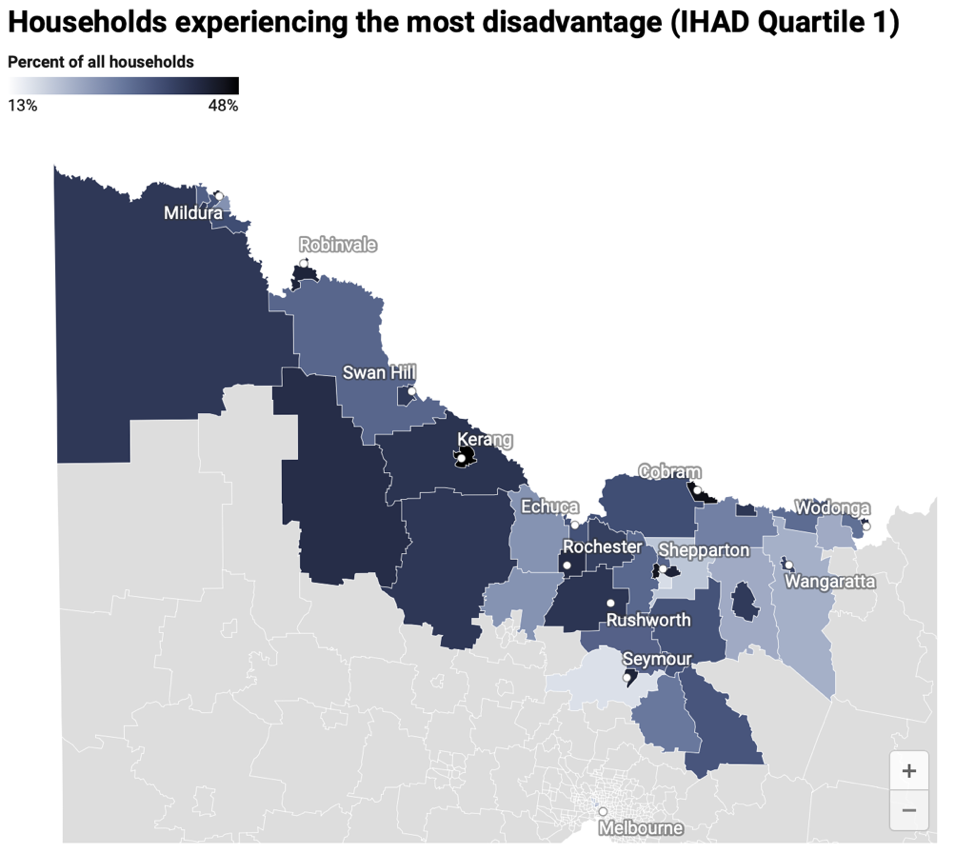 Households experiencing the most disadvantage (IHAD Quartile 1)
Percent of all households
13% 48%
Mildura
Robinvale
Swan Hill
Kerang
Cobram
Echuca
Wodonga
Rochester
Shepparton
Wangaratta
Rushworth
Seymour
+
−
Melbourne